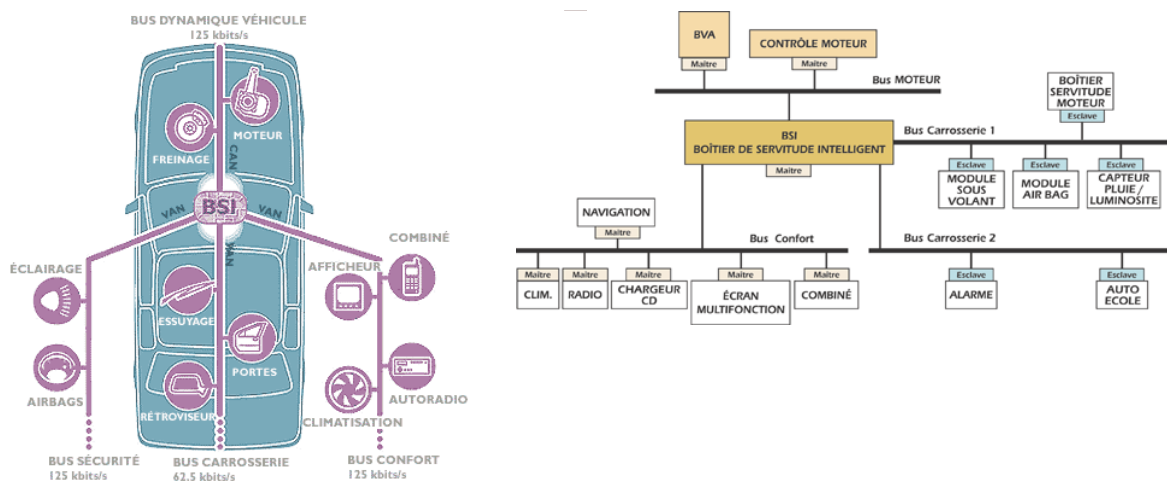 BUS DYNAMIQUE VÉHICULE
125 kbits/s
MOTEUR
FREINAGE
CAN
VAN
BSI
VAN
VAN
COMBINÉ
ÉCLAIRAGE
AFFICHEUR
ESSUYAGE
PORTES
AIRBAGS
AUTORADIO
RÉTROVISEUR
CLIMATISATION
BUS SÉCURITÉ
125 kbits/s
BUS CARROSSERIE
62.5 kbits/s
BUS CONFORT
125 kbits/s
BVA
Maître
CONTRÔLE MOTEUR
Maître
Bus MOTEUR
BSI
BOÎTIER DE SERVITUDE INTELLIGENT
Maître
Bus Carrosserie 1
BOÎTIER
SERVITUDE
MOTEUR
Esclave
Esclave
MODULE
SOUS
VOLANT
Esclave
MODULE
AIR BAG
Esclave
CAPTEUR
PLUIE /
LUMINOSITE
NAVIGATION
Maître
Bus Confort
Maître
CLIM.
Maître
RADIO
Maître
CHARGEUR
CD
Maître
ÉCRAN
MULTIFONCTION
Maître
COMBINÉ
Bus Carrosserie 2
Esclave
ALARME
Esclave
AUTO
ECOLE